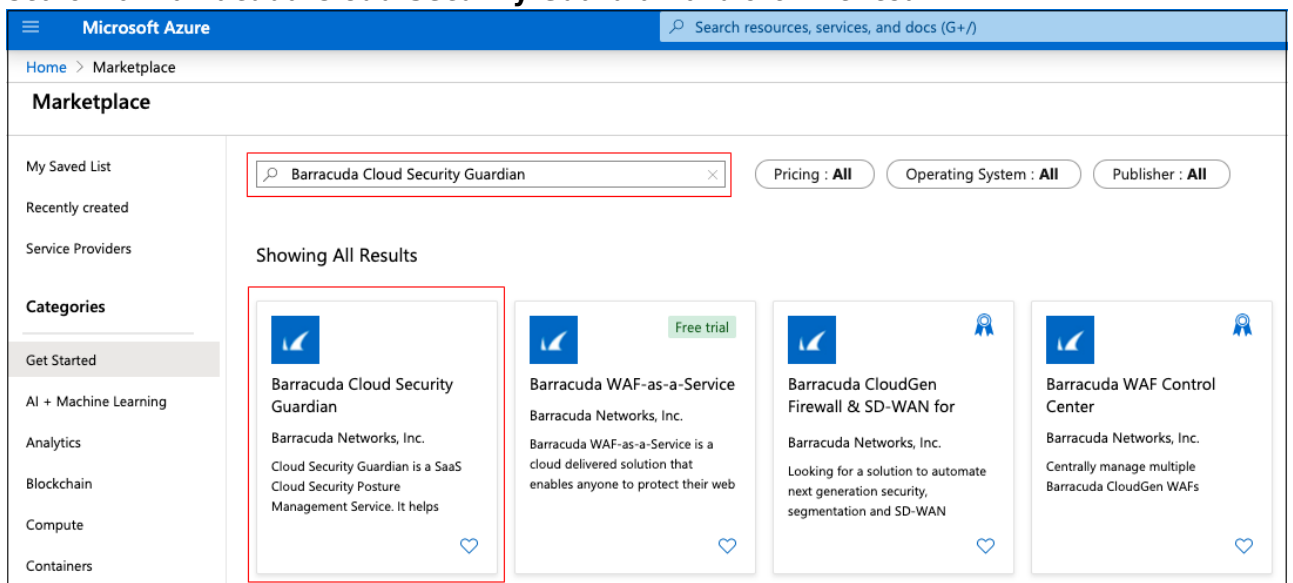 Microsoft Azure
Search resources, services, and docs (G+/)
Home > Marketplace
Marketplace
My Saved List
Recently created
Service Providers
Categories
Get Started
AI + Machine Learning
Analytics
Blockchain
Compute
Containers
Barracuda Cloud Security Guardian
Pricing : All
Operating System : All
Publisher : All
Showing All Results
Barracuda Cloud Security
Guardian
Barracuda Networks, Inc.
Cloud Security Guardian is a SaaS
Cloud Security Posture
Management Service. It helps
Free trial
Barracuda WAF-as-a-Service
Barracuda Networks, Inc.
Barracuda WAF-as-a-Service is a
cloud delivered solution that
enables anyone to protect their web
Barracuda CloudGen
Firewall & SD-WAN for
Barracuda Networks, Inc.
Looking for a solution to automate
next generation security,
segmentation and SD-WAN
Barracuda WAF Control
Center
Barracuda Networks, Inc.
Centrally manage multiple
Barracuda CloudGen WAFs